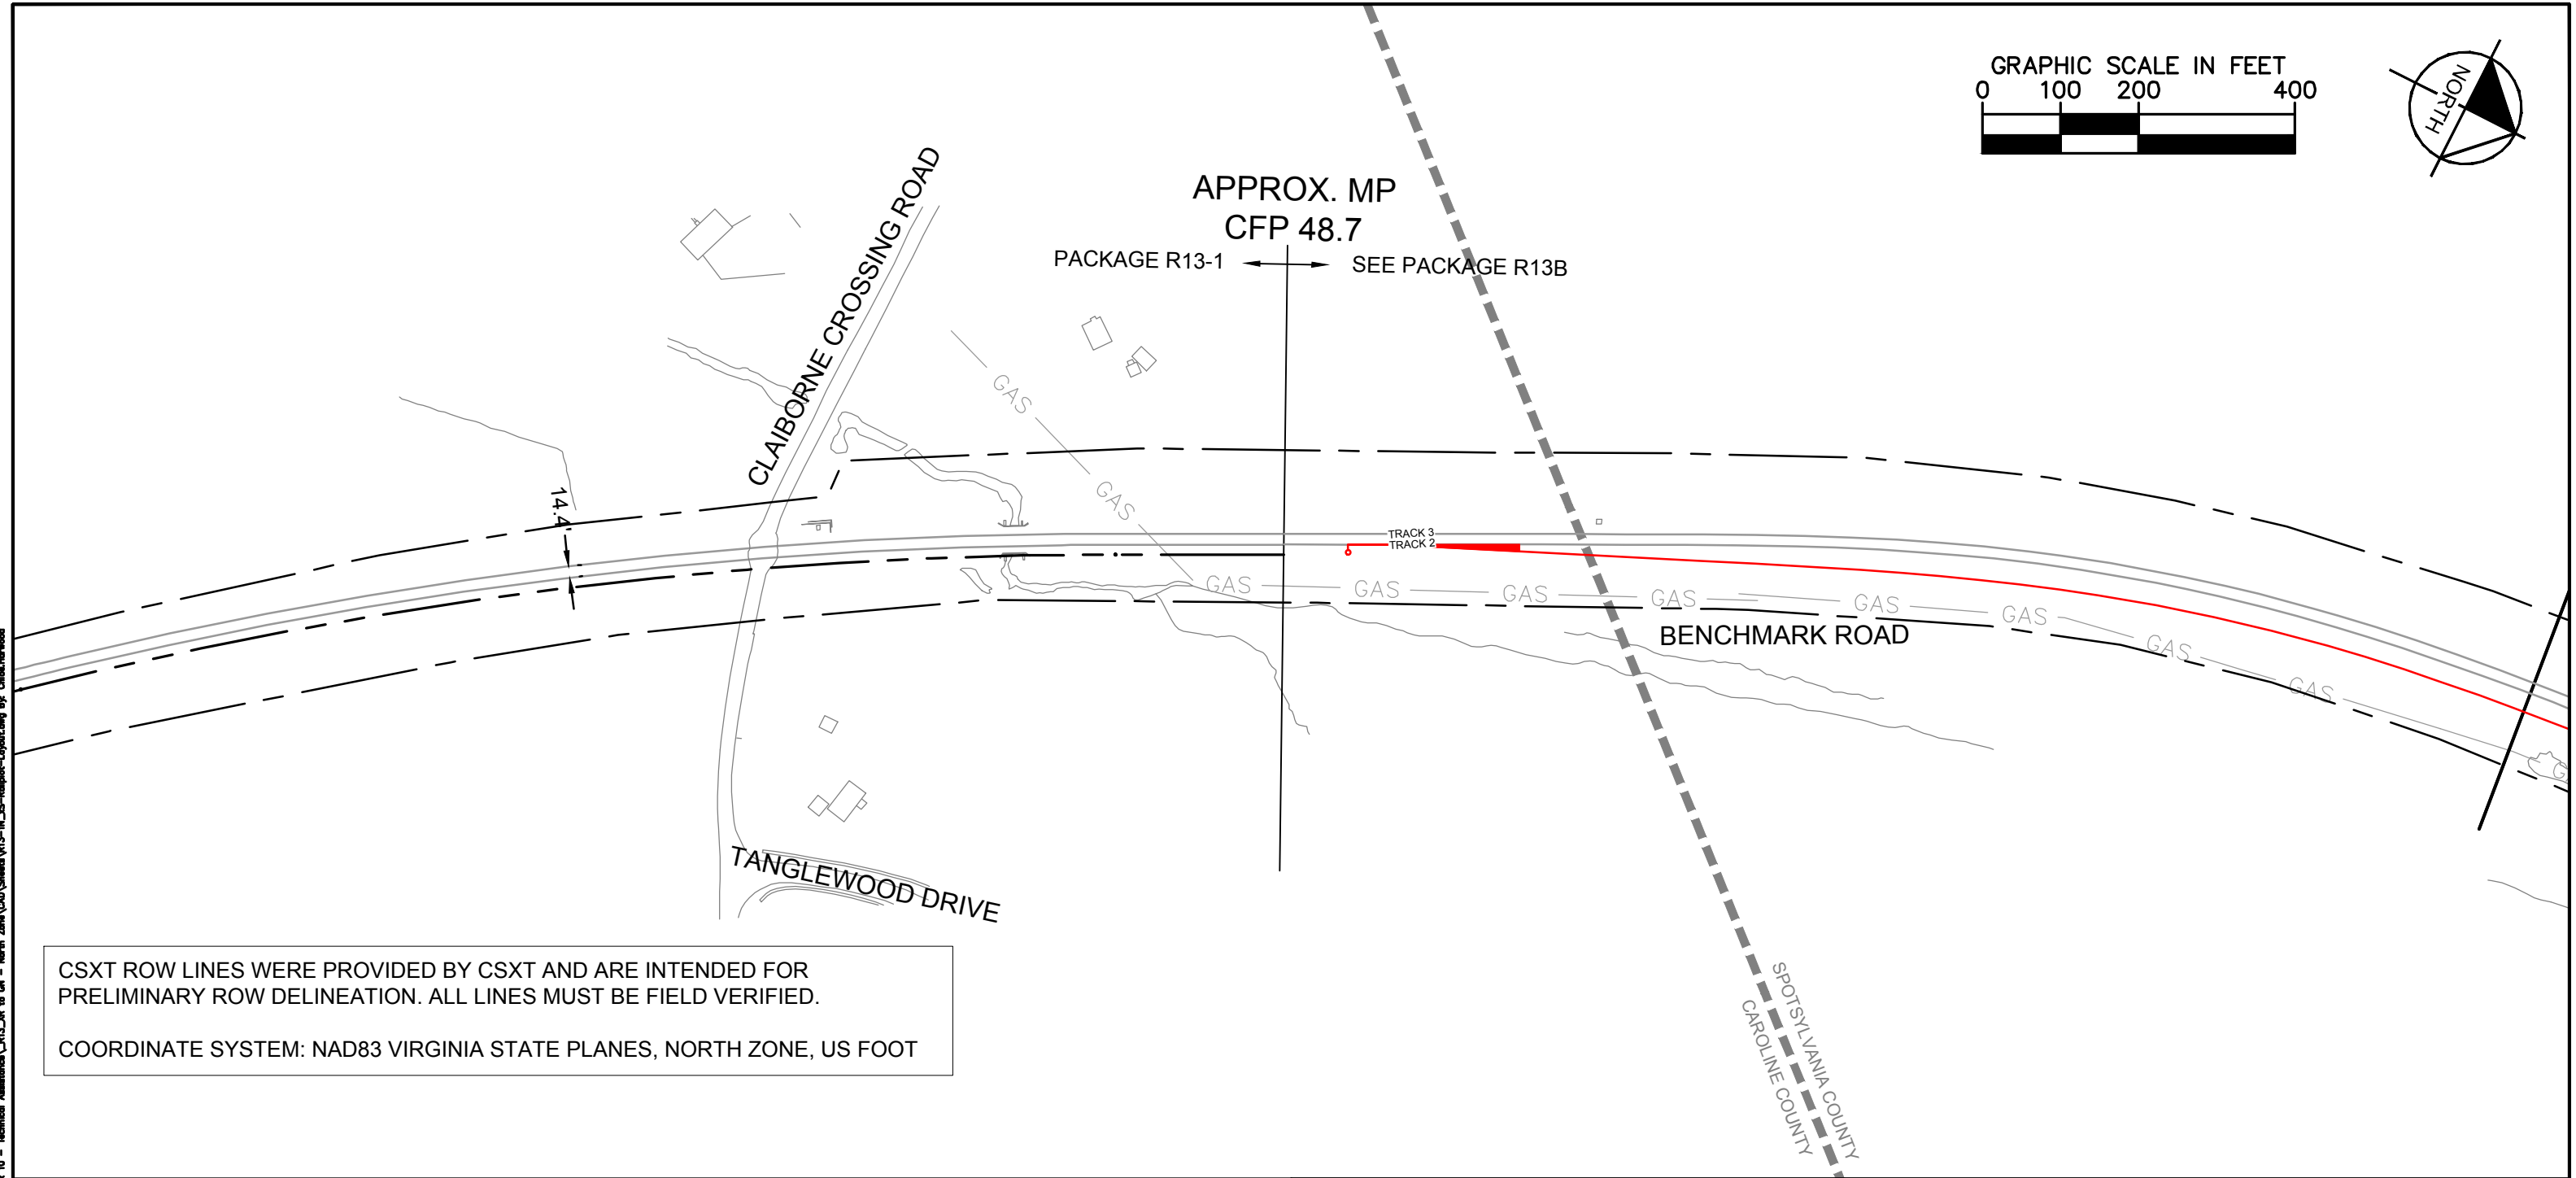 GRAPHIC SCALE IN FEET
0 100 200 400
NORTH
APPROX. MP
CFP 48.7
PACKAGE R13-1
SEE PACKAGE R13B
CLAIBORNE CROSSING ROAD
GAS
GAS
14.4'
TRACK 3
TRACK 2
GAS
GAS
GAS
GAS
GAS
GAS
GAS
GAS
BENCHMARK ROAD
TANGLEWOOD DRIVE
SPOTSYLVANIA COUNTY
CAROLINE COUNTY
CSXT ROW LINES WERE PROVIDED BY CSXT AND ARE INTENDED FOR
PRELIMINARY ROW DELINEATION. ALL LINES MUST BE FIELD VERIFIED.
COORDINATE SYSTEM: NAD83 VIRGINIA STATE PLANES, NORTH ZONE, US FOOT